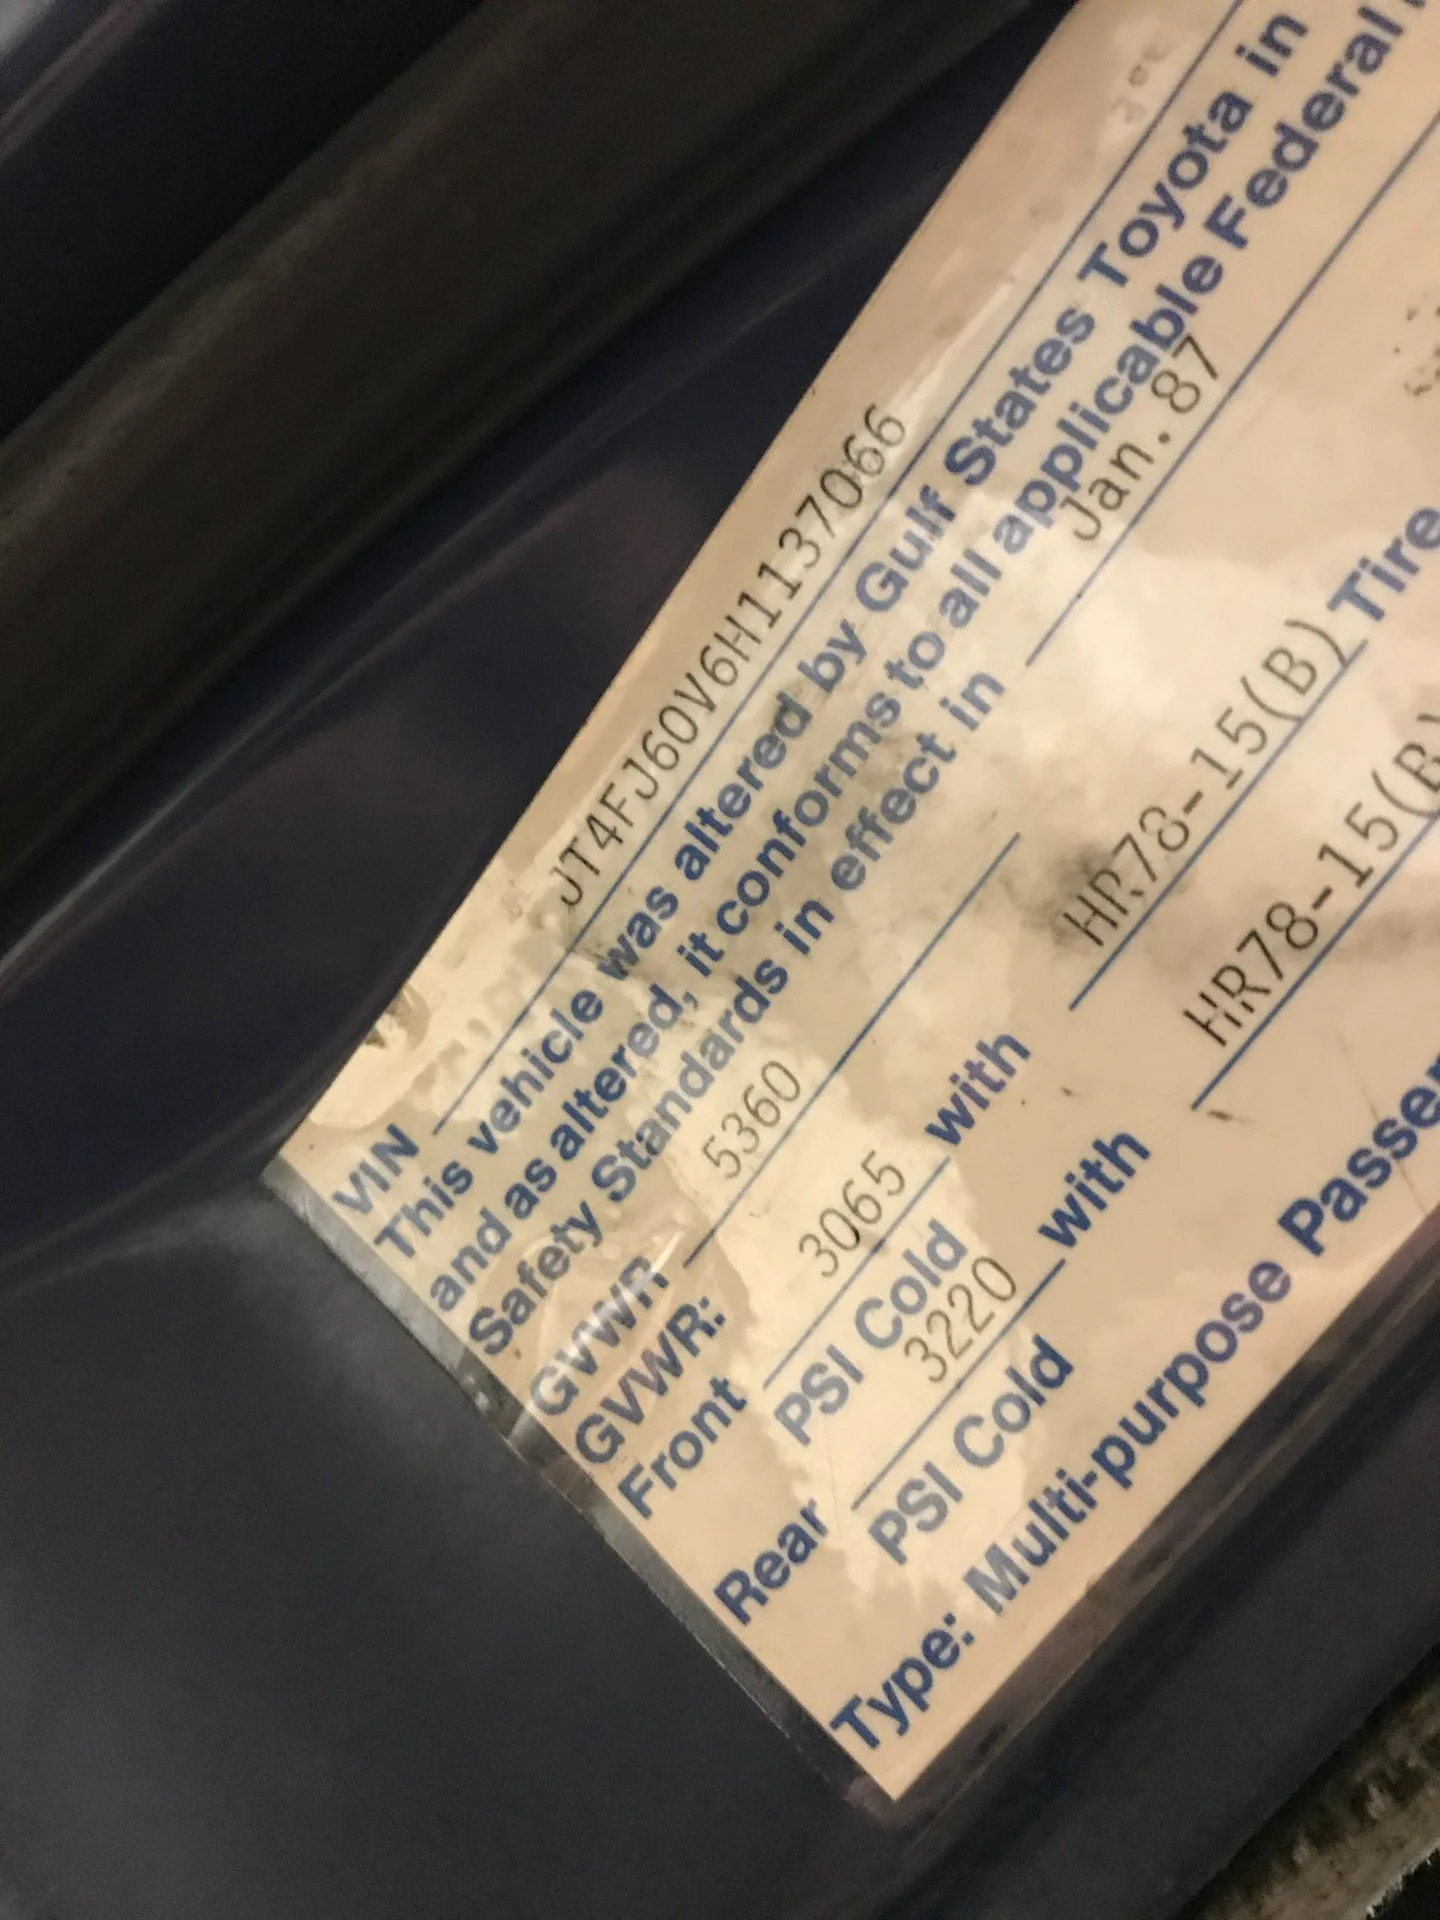 VIN JT4FJ60V6H1137066
This vehicle was altered by Gulf States Toyota in
and as altered, it conforms to all applicable Federal
Safety Standards in effect in Jan.87
GVWR 5360
GVWR:
Front 3065 with HR78-15(B) Tire
PSI Cold
Rear 3220 with HR78-15(B)
PSI Cold
Type: Multi-purpose Passen